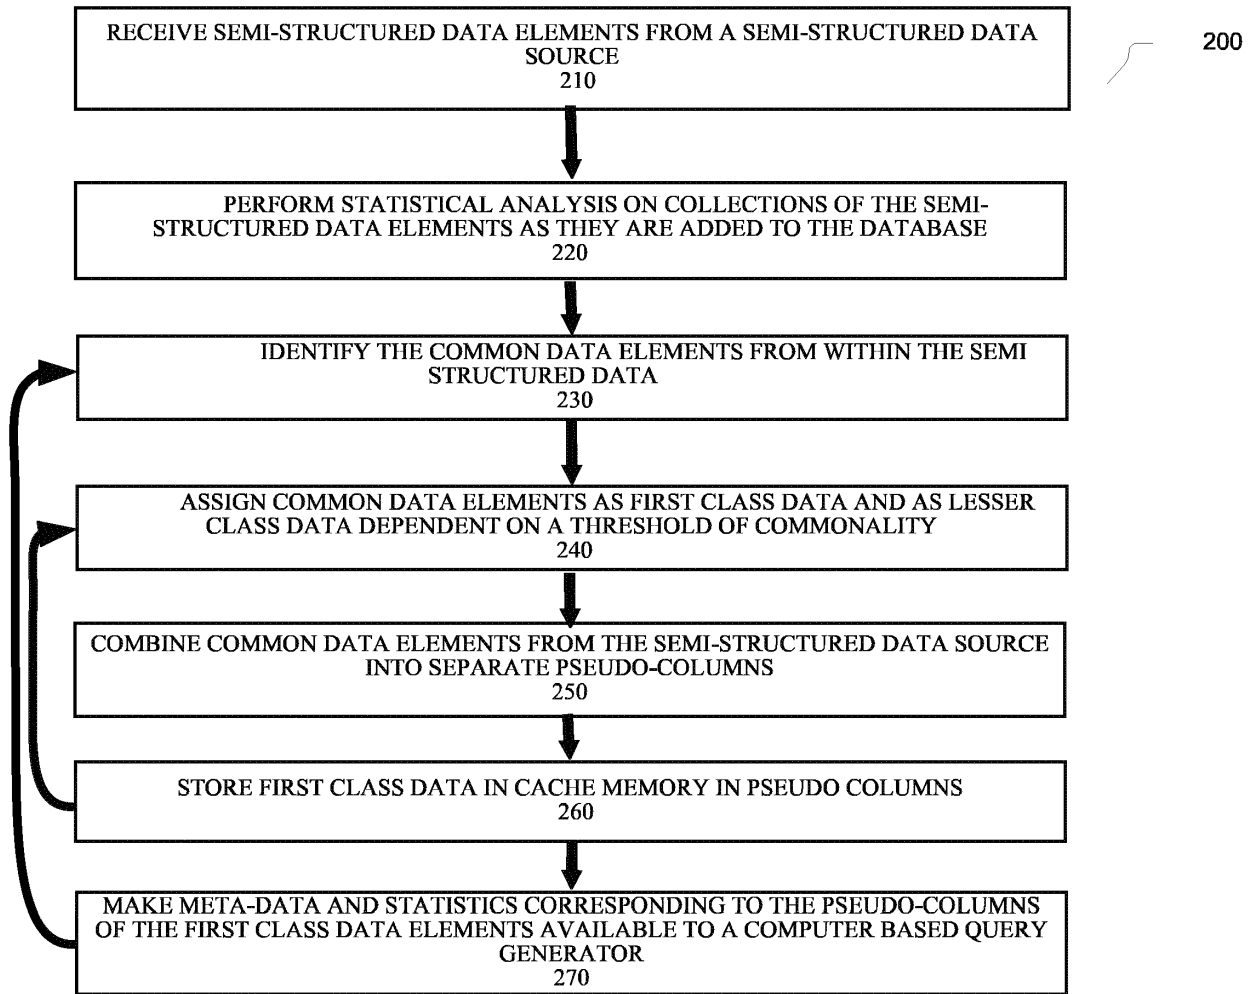 RECEIVE SEMI-STRUCTURED DATA ELEMENTS FROM A SEMI-STRUCTURED DATA
SOURCE
210
200
PERFORM STATISTICAL ANALYSIS ON COLLECTIONS OF THE SEMI-
STRUCTURED DATA ELEMENTS AS THEY ARE ADDED TO THE DATABASE
220
IDENTIFY THE COMMON DATA ELEMENTS FROM WITHIN THE SEMI
STRUCTURED DATA
230
ASSIGN COMMON DATA ELEMENTS AS FIRST CLASS DATA AND AS LESSER
CLASS DATA DEPENDENT ON A THRESHOLD OF COMMONALITY
240
COMBINE COMMON DATA ELEMENTS FROM THE SEMI-STRUCTURED DATA SOURCE
INTO SEPARATE PSEUDO-COLUMNS
250
STORE FIRST CLASS DATA IN CACHE MEMORY IN PSEUDO COLUMNS
260
MAKE META-DATA AND STATISTICS CORRESPONDING TO THE PSEUDO-COLUMNS
OF THE FIRST CLASS DATA ELEMENTS AVAILABLE TO A COMPUTER BASED QUERY
GENERATOR
270